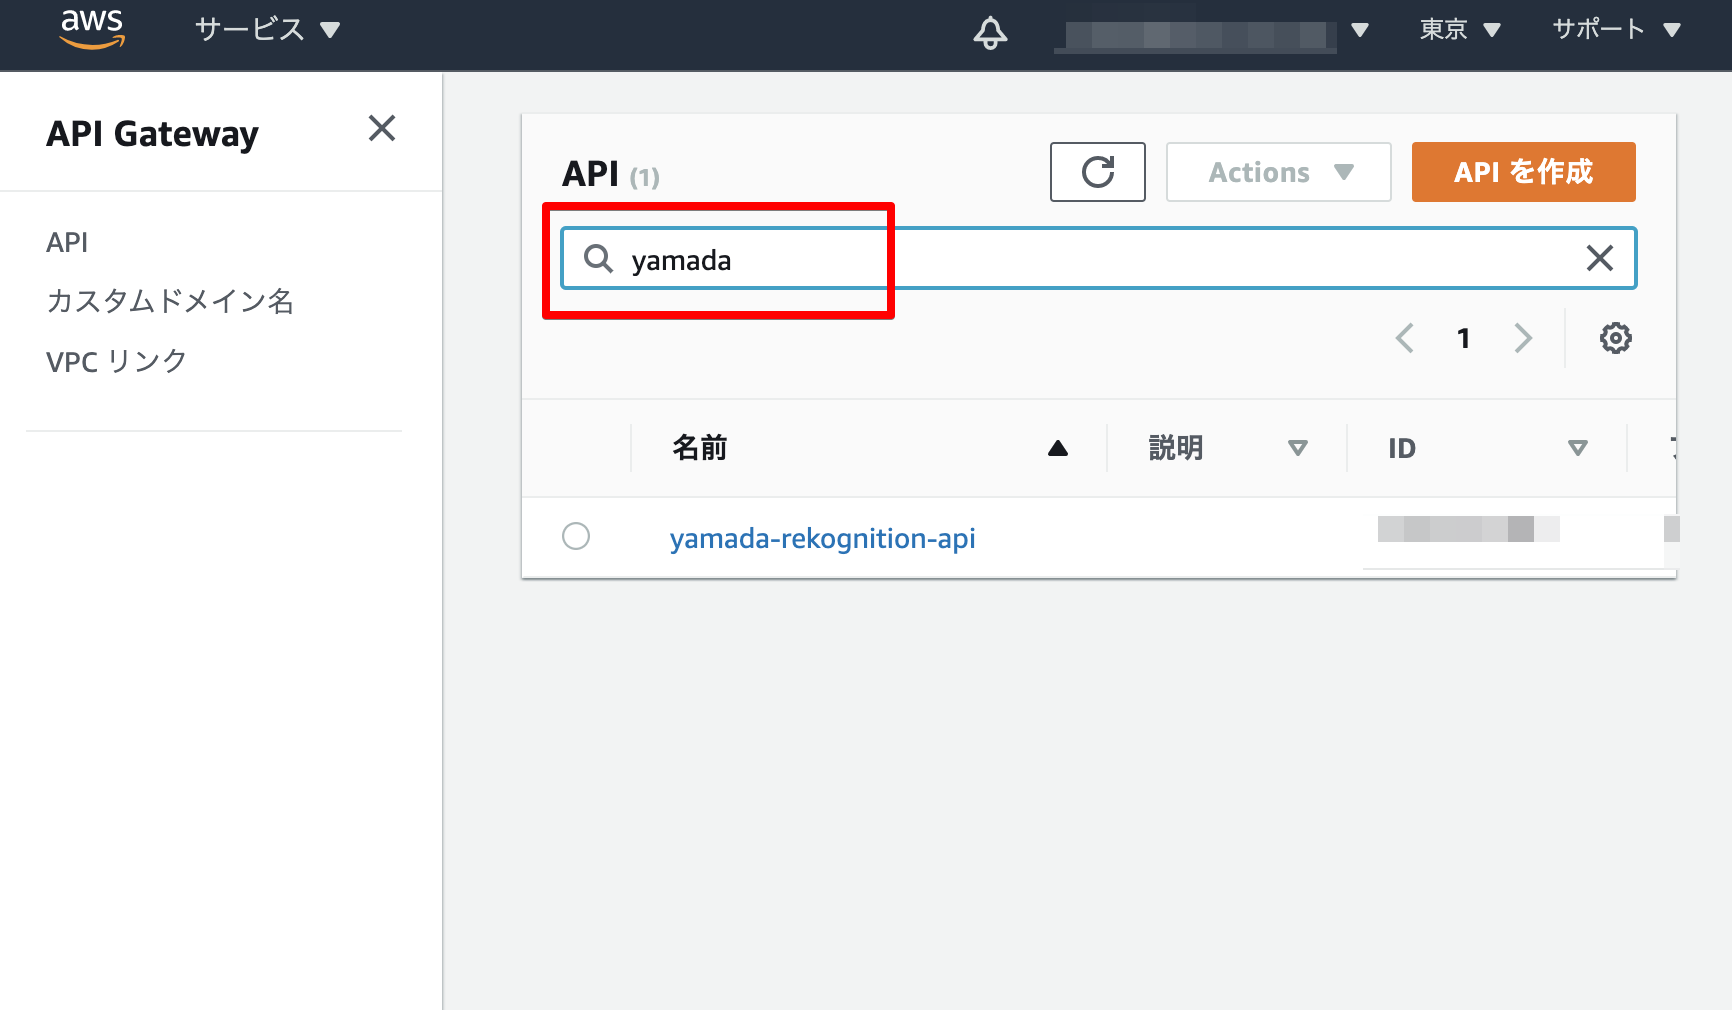 aws サービス 東京 サポート
API Gateway
API
カスタムドメイン名
VPC リンク
API (1) Actions API を作成
yamada
1
名前 説明 ID
yamada-rekognition-api